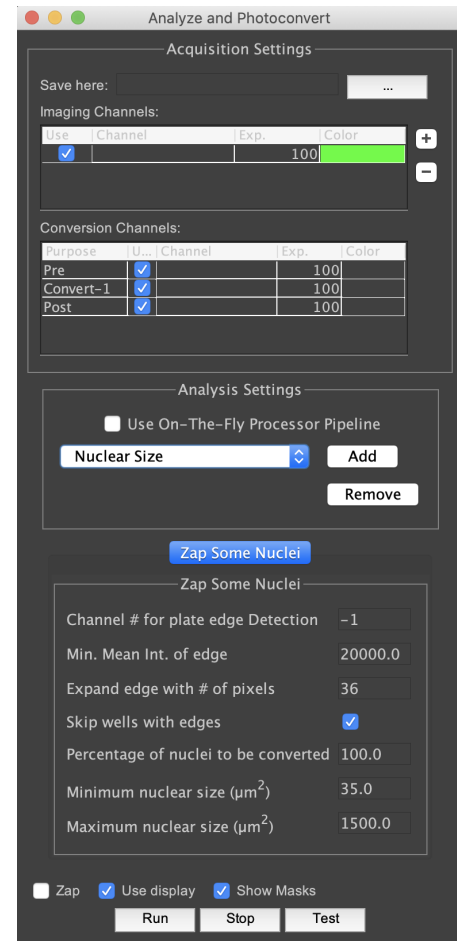 Analyze and Photoconvert
Acquisition Settings
Save here:
...
Imaging Channels:
Use Channel Exp. Color
100
+
−
Conversion Channels:
Purpose U... Channel Exp. Color
Pre 100
Convert-1 100
Post 100
Analysis Settings
Use On-The-Fly Processor Pipeline
Nuclear Size Add
Remove
Zap Some Nuclei
Zap Some Nuclei
Channel # for plate edge Detection -1
Min. Mean Int. of edge 20000.0
Expand edge with # of pixels 36
Skip wells with edges
Percentage of nuclei to be converted 100.0
Minimum nuclear size (μm²) 35.0
Maximum nuclear size (μm²) 1500.0
Zap Use display Show Masks
Run Stop Test